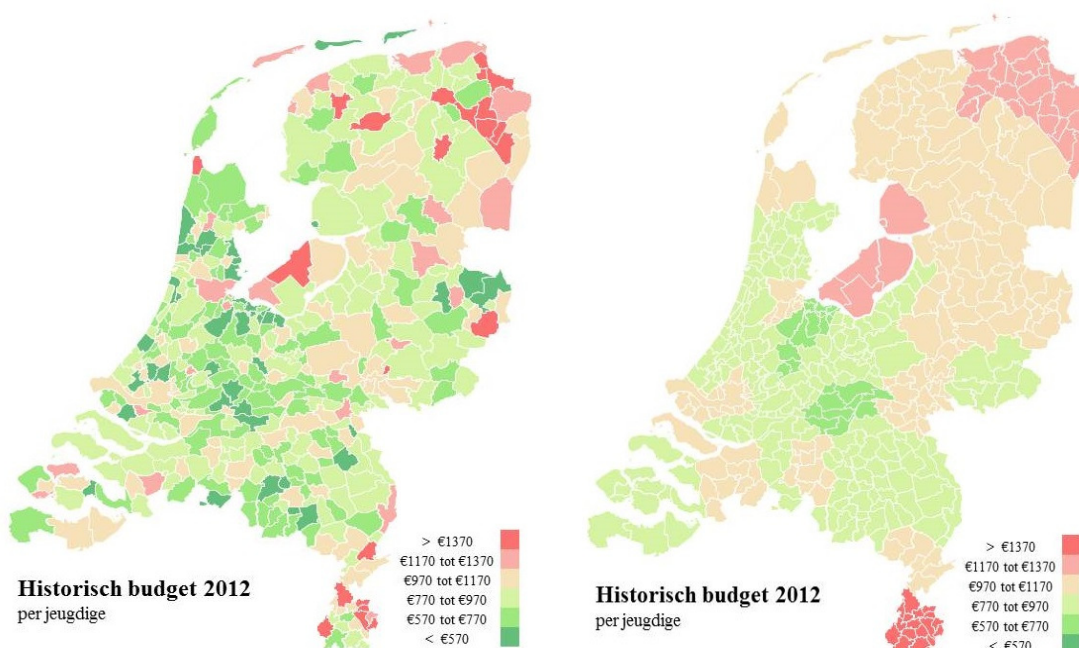 Historisch budget 2012
per jeugdige
> €1370
€1170 tot €1370
€970 tot €1170
€770 tot €970
€570 tot €770
< €570
Historisch budget 2012
per jeugdige
> €1370
€1170 tot €1370
€970 tot €1170
€770 tot €970
€570 tot €770
< €570